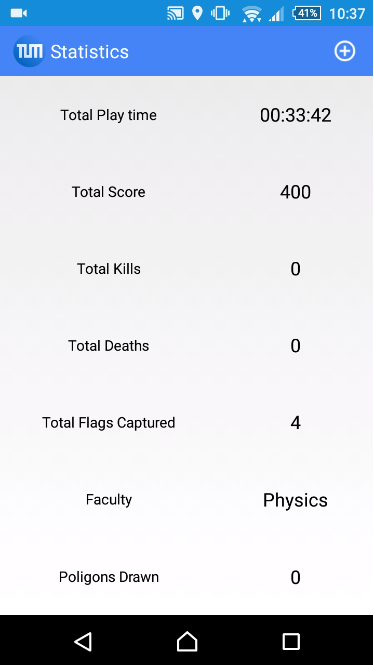 41% 10:37
TUM Statistics
Total Play time 00:33:42
Total Score 400
Total Kills 0
Total Deaths 0
Total Flags Captured 4
Faculty Physics
Poligons Drawn 0